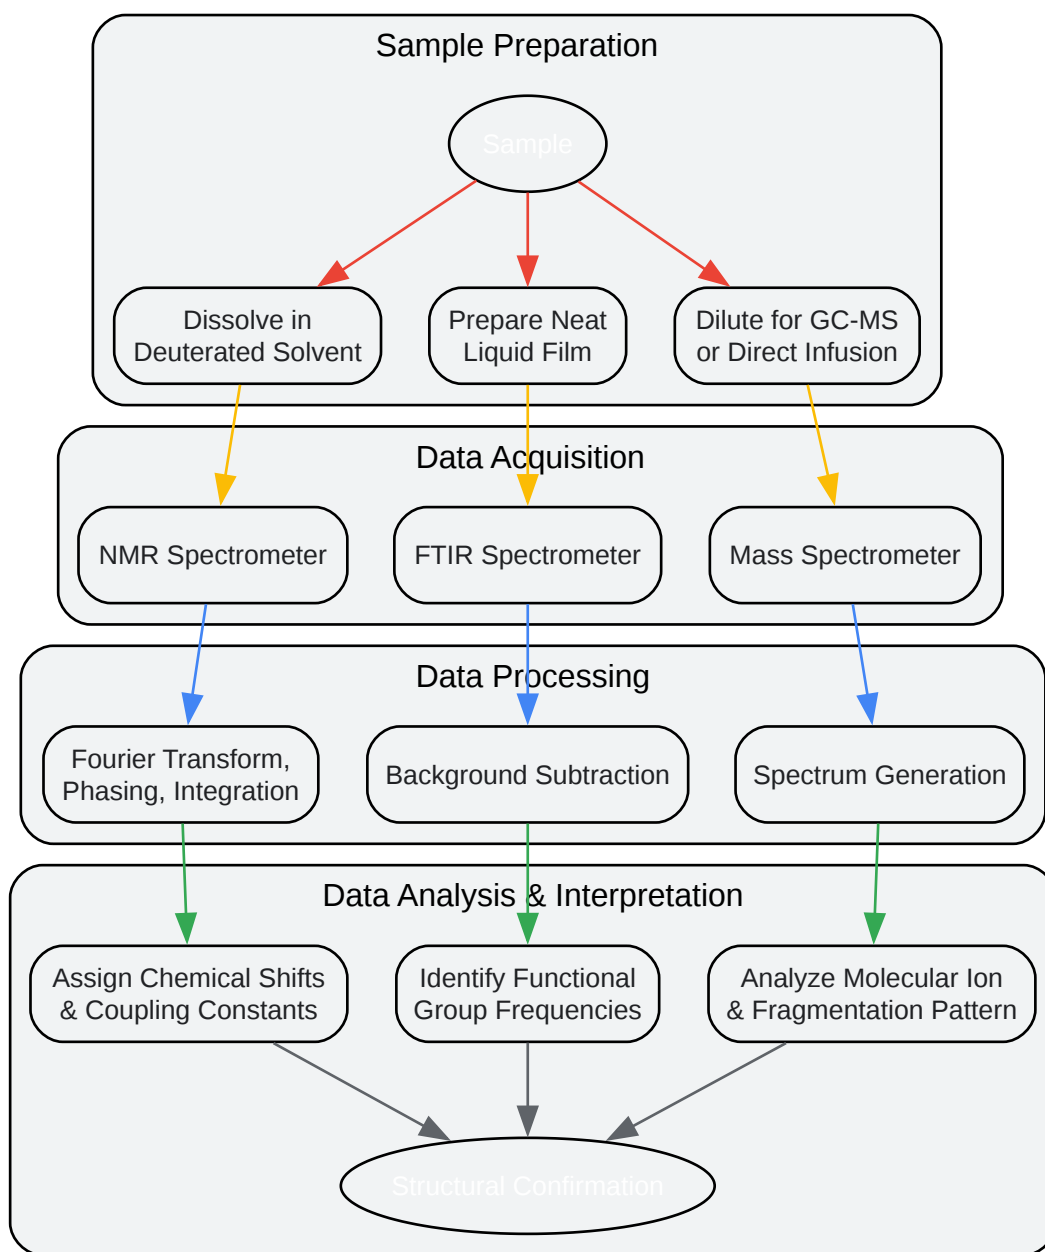 Sample Preparation
Sample
Dissolve in
Deuterated Solvent
Prepare Neat
Liquid Film
Dilute for GC-MS
or Direct Infusion
Data Acquisition
NMR Spectrometer
FTIR Spectrometer
Mass Spectrometer
Data Processing
Fourier Transform,
Phasing, Integration
Background Subtraction
Spectrum Generation
Data Analysis & Interpretation
Assign Chemical Shifts
& Coupling Constants
Identify Functional
Group Frequencies
Analyze Molecular Ion
& Fragmentation Pattern
Structural Confirmation